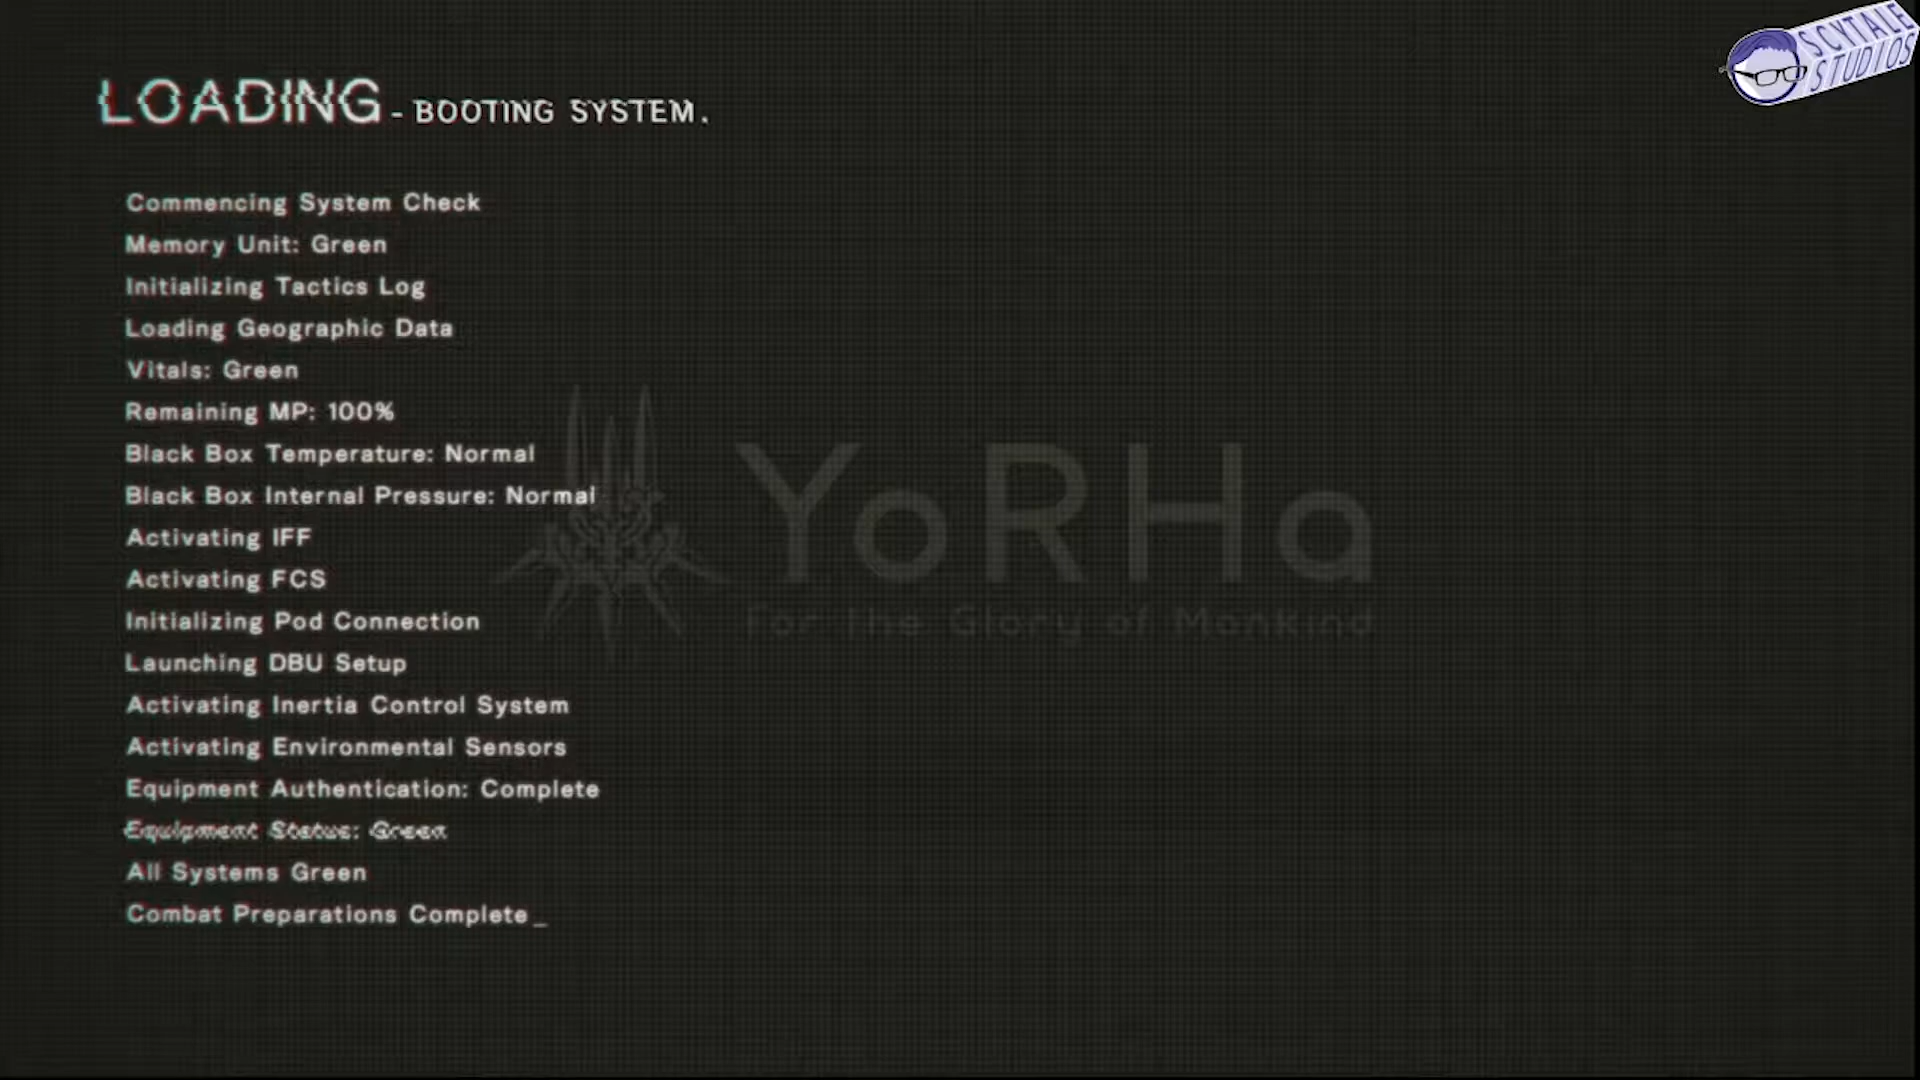 SCYTALE
STUDIOS
LOADING - BOOTING SYSTEM.
Commencing System Check
Memory Unit: Green
Initializing Tactics Log
Loading Geographic Data
Vitals: Green
Remaining MP: 100%
Black Box Temperature: Normal
Black Box Internal Pressure: Normal
Activating IFF
Activating FCS
Initializing Pod Connection
Launching DBU Setup
Activating Inertia Control System
Activating Environmental Sensors
Equipment Authentication: Complete
Equipment Status: Green
All Systems Green
Combat Preparations Complete_
YoRHa
For the Glory of Mankind